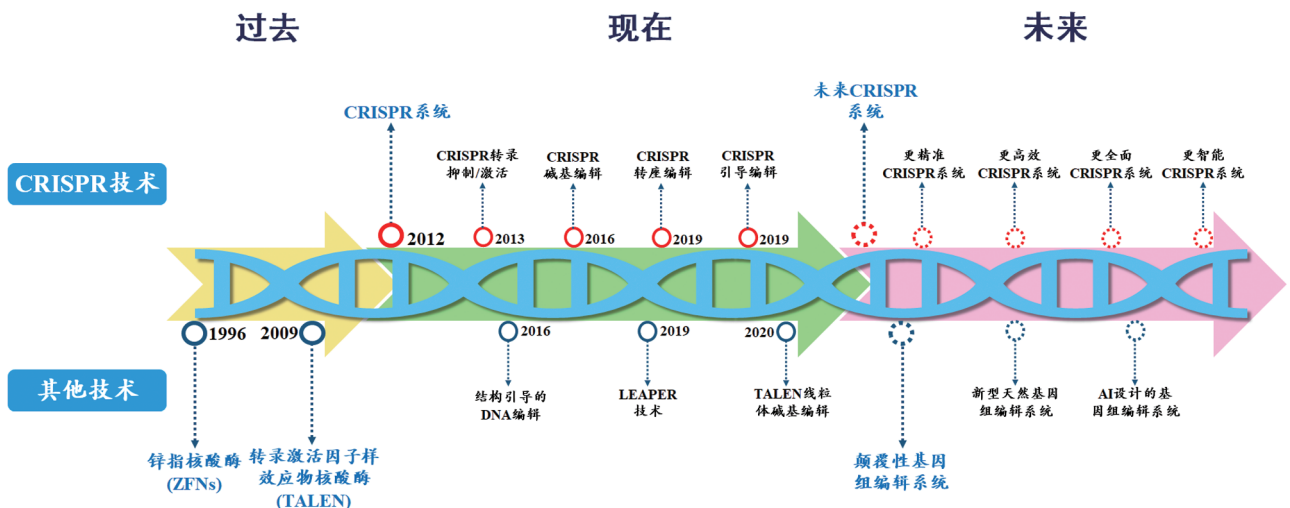 过去
现在
未来
CRISPR技术
CRISPR系统
CRISPR转录
抑制/激活
CRISPR
碱基编辑
CRISPR
转座编辑
CRISPR
引导编辑
未来CRISPR
系统
更精准
CRISPR系统
更高效
CRISPR系统
更全面
CRISPR系统
更智能
CRISPR系统
2012
2013
2016
2019
2019
1996
2009
2016
2019
2020
其他技术
锌指核酸酶
(ZFNs)
转录激活因子样
效应物核酸酶
(TALEN)
结构引导的
DNA编辑
LEAPER
技术
TALEN线粒
体碱基编辑
颠覆性基因
组编辑系统
新型天然基因
组编辑系统
AI设计的基
因组编辑系统